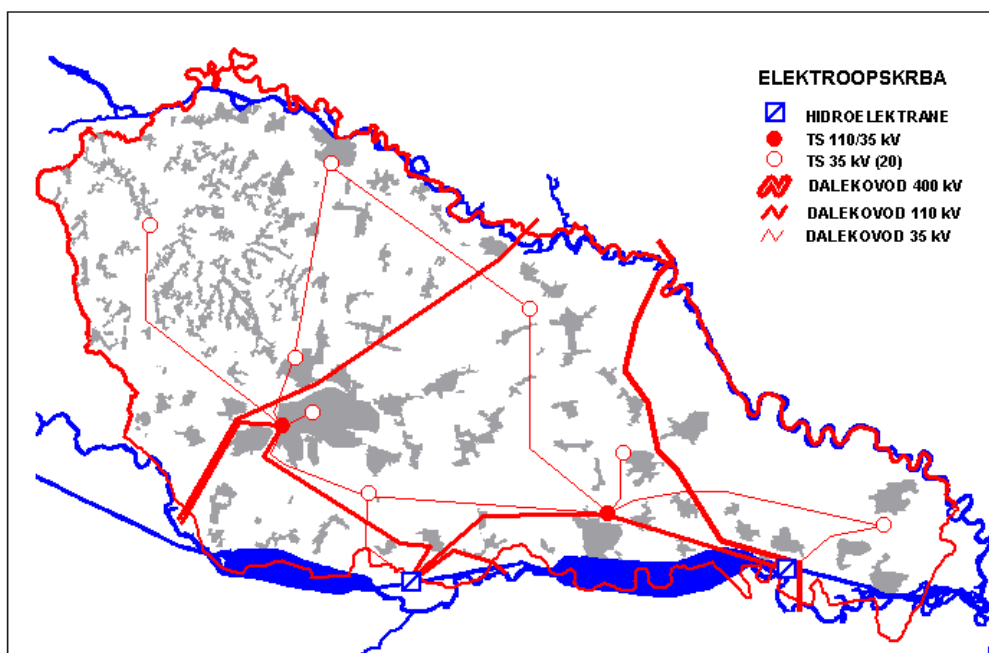 ELEKTROOPSKRBA
HIDROELEKTRANE
TS 110/35 kV
TS 35 kV (20)
DALEKOVOD 400 kV
DALEKOVOD 110 kV
DALEKOVOD 35 kV